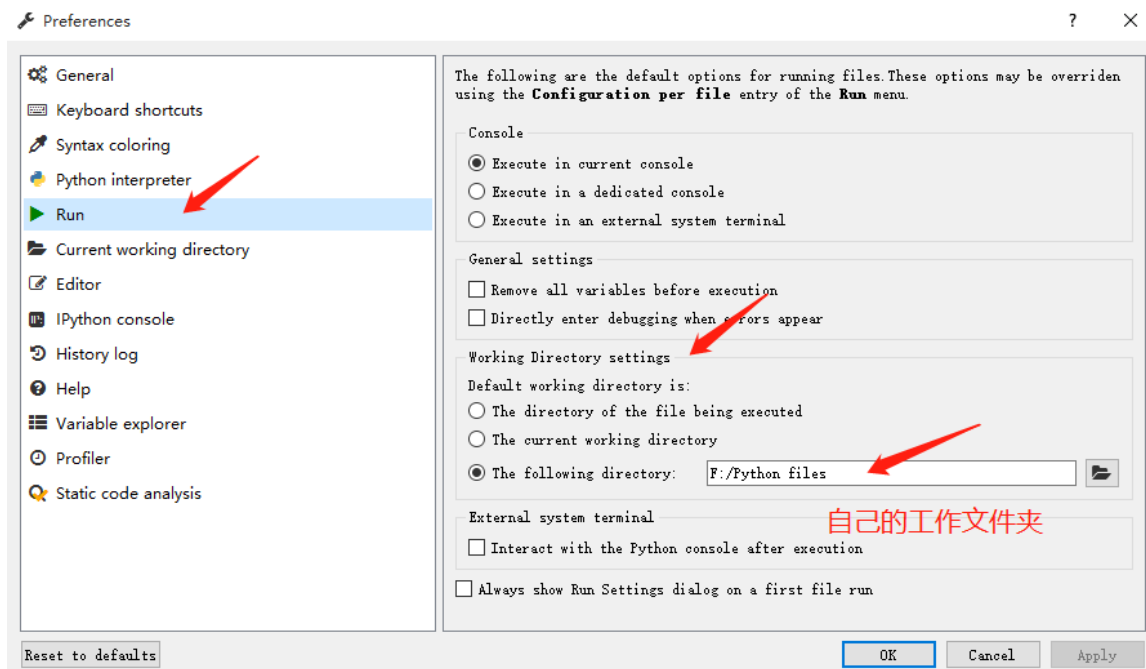 Preferences
?
General
Keyboard shortcuts
Syntax coloring
Python interpreter
Run
Current working directory
Editor
IPython console
History log
Help
Variable explorer
Profiler
Static code analysis
The following are the default options for running files.These options may be overriden
using the Configuration per file entry of the Run menu.
Console
Execute in current console
Execute in a dedicated console
Execute in an external system terminal
General settings
Remove all variables before execution
Directly enter debugging when errors appear
Working Directory settings
Default working directory is:
The directory of the file being executed
The current working directory
The following directory: F:/Python files
自己的工作文件夹
External system terminal
Interact with the Python console after execution
Always show Run Settings dialog on a first file run
Reset to defaults
OK
Cancel
Apply